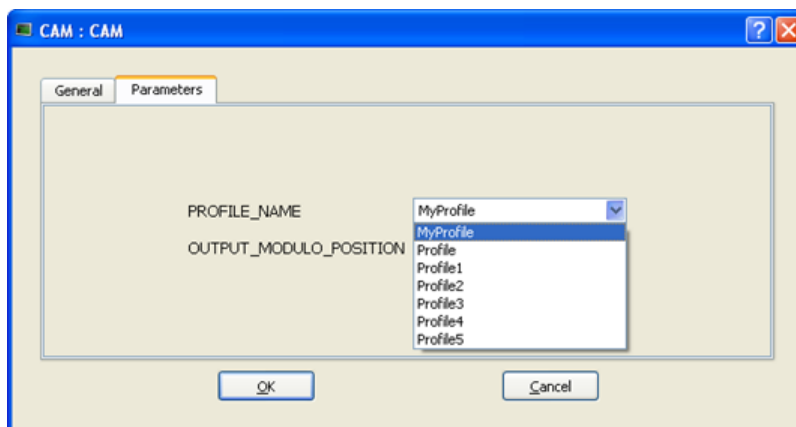 CAM : CAM
General Parameters
PROFILE_NAME MyProfile
MyProfile
OUTPUT_MODULO_POSITION Profile
Profile1
Profile2
Profile3
Profile4
Profile5
OK Cancel